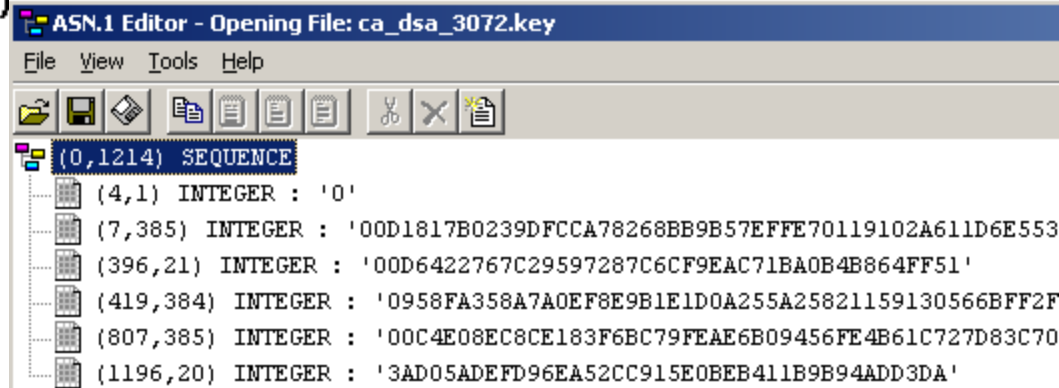 ASN.1 Editor - Opening File: ca_dsa_3072.key
File View Tools Help
(0,1214) SEQUENCE
(4,1) INTEGER : '0'
(7,385) INTEGER : '00D1817B0239DFCCA78268BB9B57EFFE70119102A611D6E553
(396,21) INTEGER : '00D6422767C29597287C6CF9EAC71BA0B4B864FF51'
(419,384) INTEGER : '0958FA358A7A0EF8E9B1E1D0A255A25821159130566BFF2F
(807,385) INTEGER : '00C4E08EC8CE183F6BC79FEAE6B09456FE4B61C727D83C70
(1196,20) INTEGER : '3AD05ADEFD96EA52CC915E0BEB411B9B94ADD3DA'